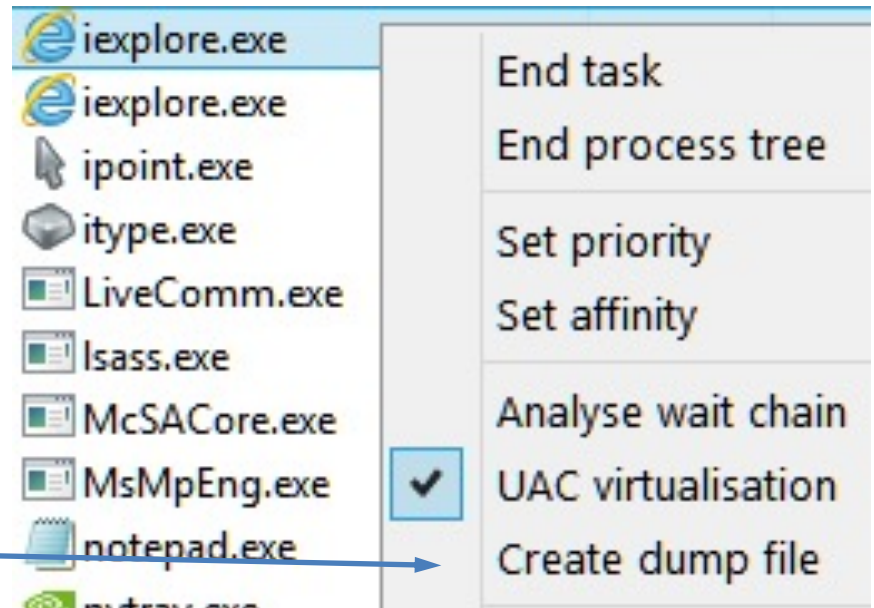 iexplore.exe
iexplore.exe
ipoint.exe
itype.exe
LiveComm.exe
lsass.exe
McSACore.exe
MsMpEng.exe
notepad.exe
End task
End process tree
Set priority
Set affinity
Analyse wait chain
UAC virtualisation
Create dump file